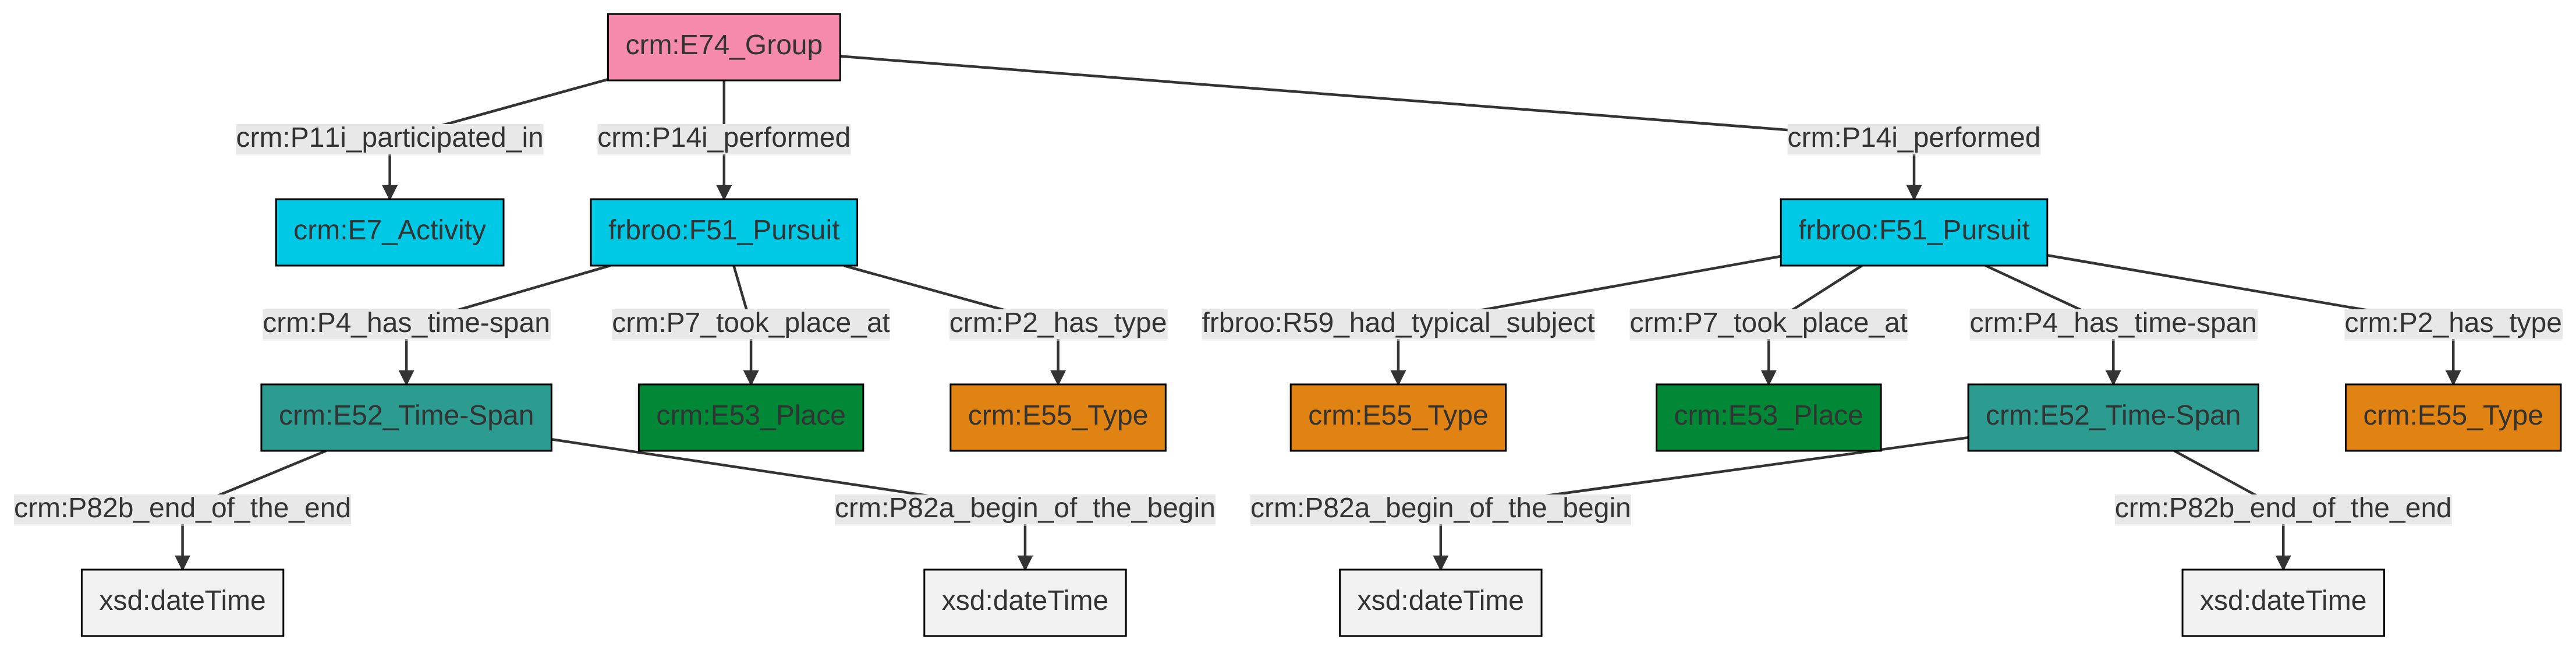 crm:E74_Group
crm:P11i_participated_in
crm:P14i_performed
crm:P14i_performed
crm:E7_Activity
frbroo:F51_Pursuit
frbroo:F51_Pursuit
crm:P4_has_time-span
crm:P7_took_place_at
crm:P2_has_type
frbroo:R59_had_typical_subject
crm:P7_took_place_at
crm:P4_has_time-span
crm:P2_has_type
crm:E52_Time-Span
crm:E53_Place
crm:E55_Type
crm:E55_Type
crm:E53_Place
crm:E52_Time-Span
crm:E55_Type
crm:P82b_end_of_the_end
crm:P82a_begin_of_the_begin
crm:P82a_begin_of_the_begin
crm:P82b_end_of_the_end
xsd:dateTime
xsd:dateTime
xsd:dateTime
xsd:dateTime